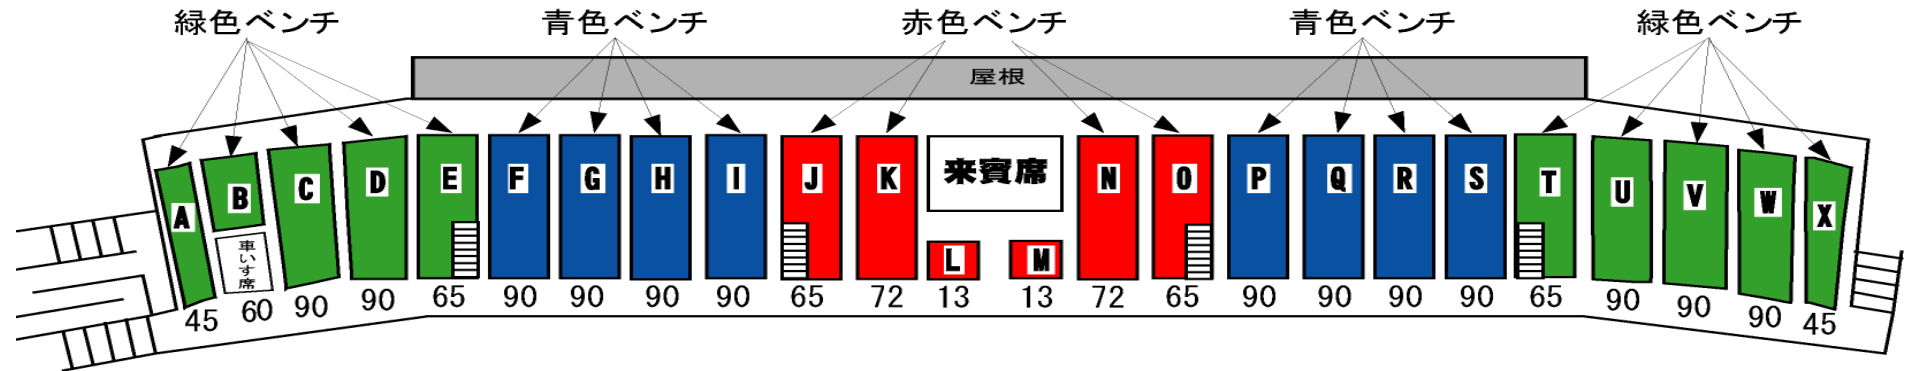 緑色ベンチ 青色ベンチ 赤色ベンチ 青色ベンチ 緑色ベンチ
屋根
A B C D E F G H I J K 来賓席 N O P Q R S T U V W X
車いす席
L M
45 60 90 90 65 90 90 90 90 65 72 13 13 72 65 90 90 90 90 65 90 90 90 45